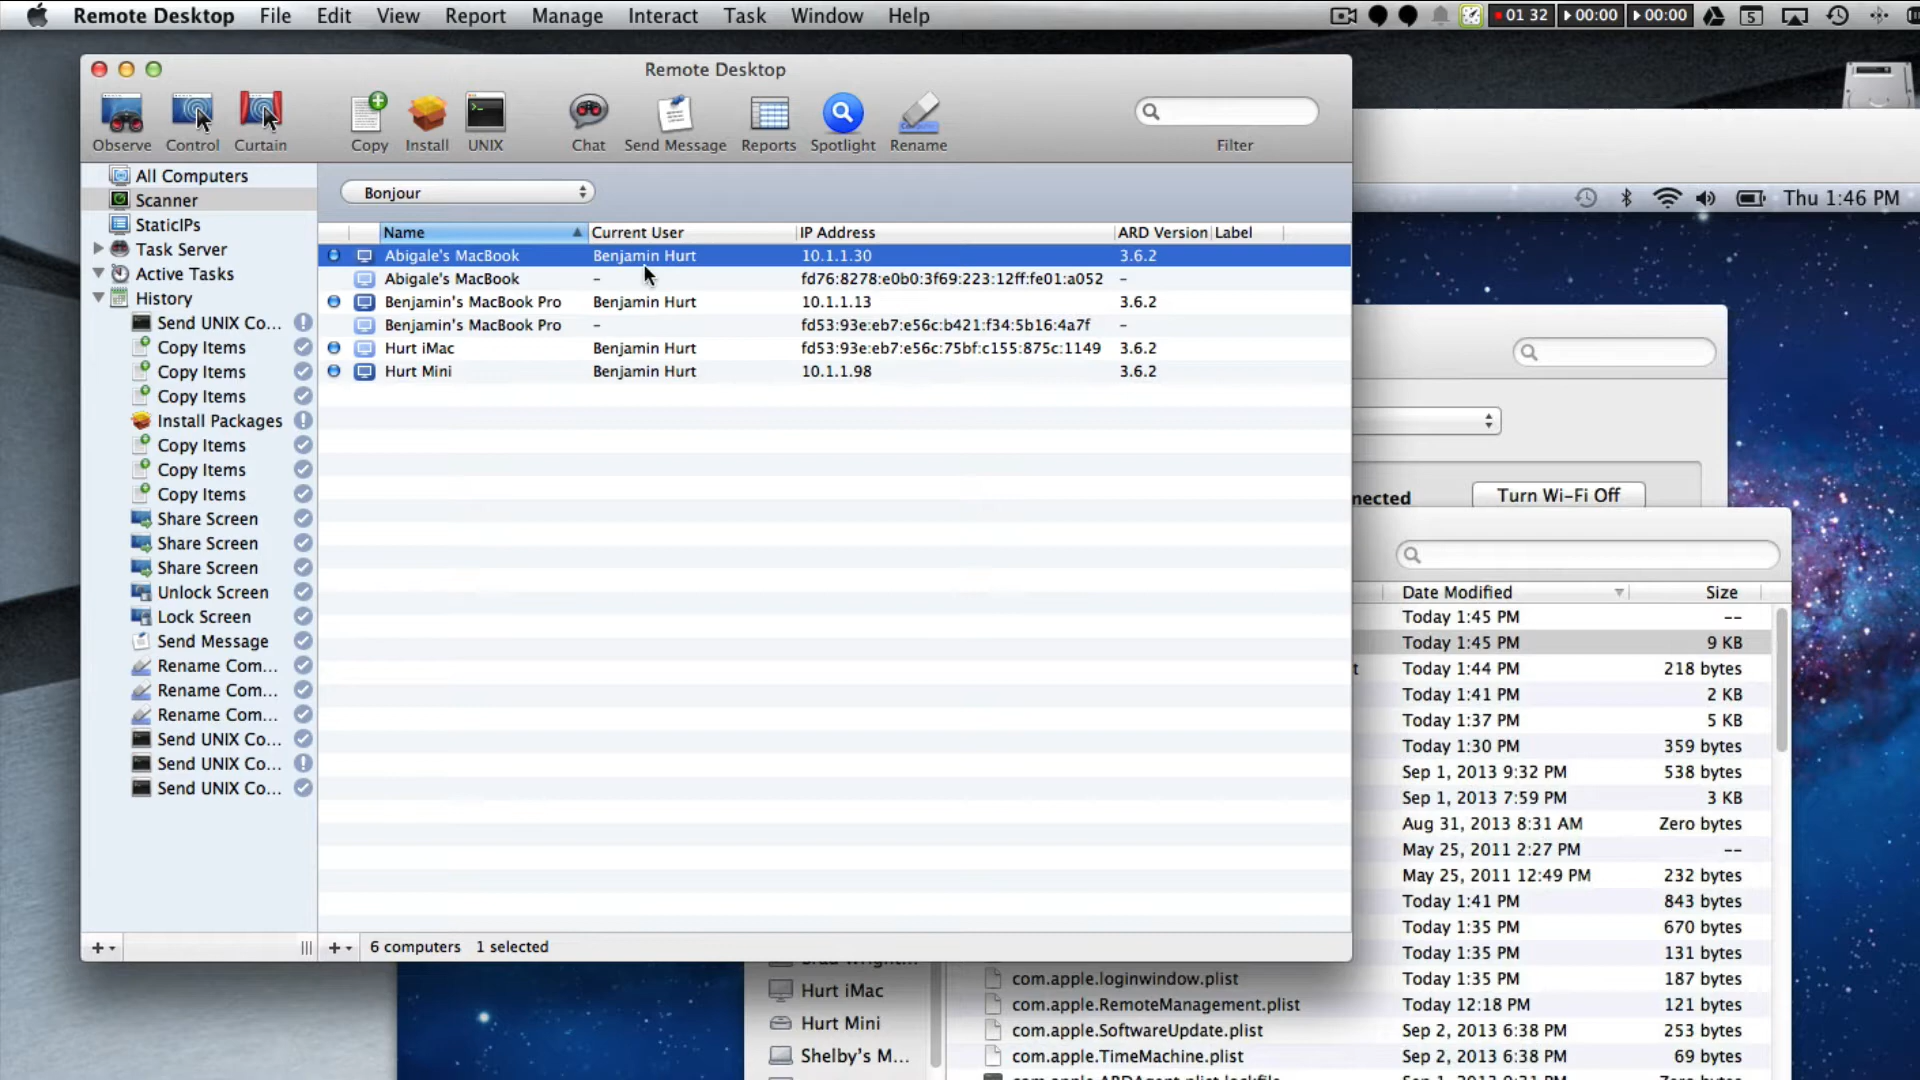 Remote Desktop File Edit View Report Manage Interact Task Window Help 01 32 00:00 00:00 5
Remote Desktop
Observe Control Curtain Copy Install UNIX Chat Send Message Reports Spotlight Rename Filter
Thu 1:46 PM
All Computers
Scanner
StaticIPs
Task Server
Active Tasks
History
Send UNIX Co...
Copy Items
Copy Items
Copy Items
Install Packages
Copy Items
Copy Items
Copy Items
Share Screen
Share Screen
Share Screen
Unlock Screen
Lock Screen
Send Message
Rename Com...
Rename Com...
Rename Com...
Send UNIX Co...
Send UNIX Co...
Send UNIX Co...
Bonjour
Name Current User IP Address ARD Version Label
Abigale's MacBook Benjamin Hurt 10.1.1.30 3.6.2
Abigale's MacBook – fd76:8278:e0b0:3f69:223:12ff:fe01:a052 –
Benjamin's MacBook Pro Benjamin Hurt 10.1.1.13 3.6.2
Benjamin's MacBook Pro – fd53:93e:eb7:e56c:b421:f34:5b16:4a7f –
Hurt iMac Benjamin Hurt fd53:93e:eb7:e56c:75bf:c155:875c:1149 3.6.2
Hurt Mini Benjamin Hurt 10.1.1.98 3.6.2
6 computers 1 selected
nected Turn Wi-Fi Off
Date Modified Size
Today 1:45 PM --
Today 1:45 PM 9 KB
t Today 1:44 PM 218 bytes
Today 1:41 PM 2 KB
Today 1:37 PM 5 KB
Today 1:30 PM 359 bytes
Sep 1, 2013 9:32 PM 538 bytes
Sep 1, 2013 7:59 PM 3 KB
Aug 31, 2013 8:31 AM Zero bytes
May 25, 2011 2:27 PM --
May 25, 2011 12:49 PM 232 bytes
Today 1:41 PM 843 bytes
Today 1:35 PM 670 bytes
Today 1:35 PM 131 bytes
com.apple.loginwindow.plist Today 1:35 PM 187 bytes
com.apple.RemoteManagement.plist Today 12:18 PM 121 bytes
com.apple.SoftwareUpdate.plist Sep 2, 2013 6:38 PM 253 bytes
com.apple.TimeMachine.plist Sep 2, 2013 6:38 PM 69 bytes
Hurt iMac
Hurt Mini
Shelby's M...